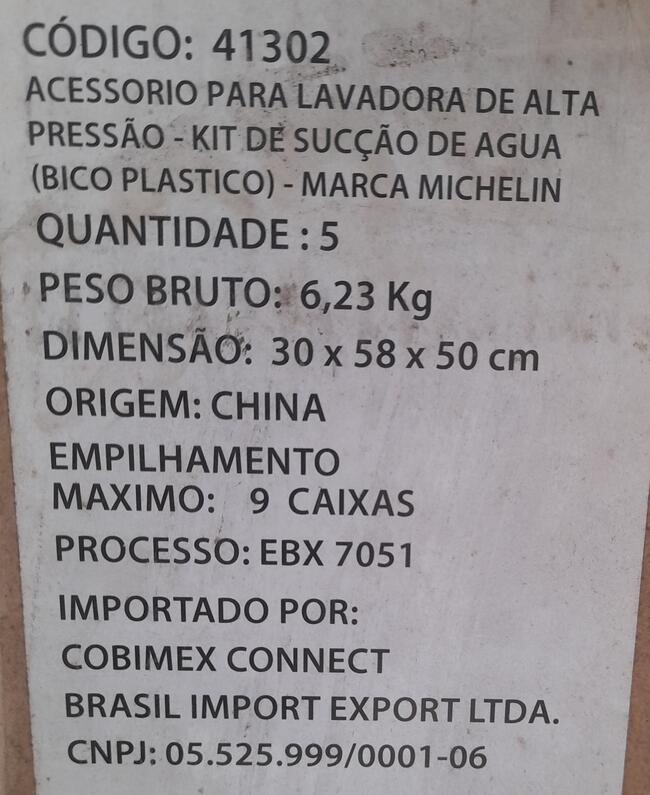 CÓDIGO: 41302
ACESSORIO PARA LAVADORA DE ALTA
PRESSÃO - KIT DE SUCÇÃO DE AGUA
(BICO PLASTICO) - MARCA MICHELIN
QUANTIDADE : 5
PESO BRUTO: 6,23 Kg
DIMENSÃO: 30 x 58 x 50 cm
ORIGEM: CHINA
EMPILHAMENTO
MAXIMO: 9 CAIXAS
PROCESSO: EBX 7051
IMPORTADO POR:
COBIMEX CONNECT
BRASIL IMPORT EXPORT LTDA.
CNPJ: 05.525.999/0001-06